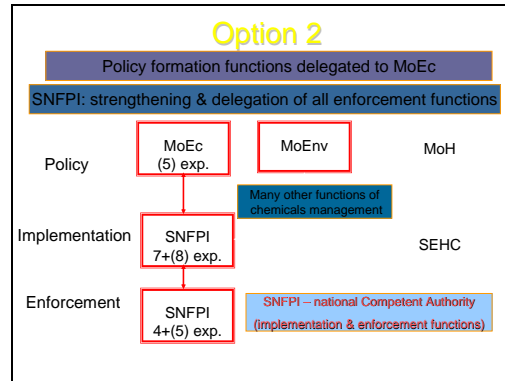 Option 2
Policy formation functions delegated to MoEc
SNFPI: strengthening & delegation of all enforcement functions
Policy
MoEc
(5) exp.
MoEnv
MoH
Many other functions of
chemicals management
Implementation
SNFPI
7+(8) exp.
SEHC
Enforcement
SNFPI
4+(5) exp.
SNFPI – national Competent Authority
(implementation & enforcement functions)